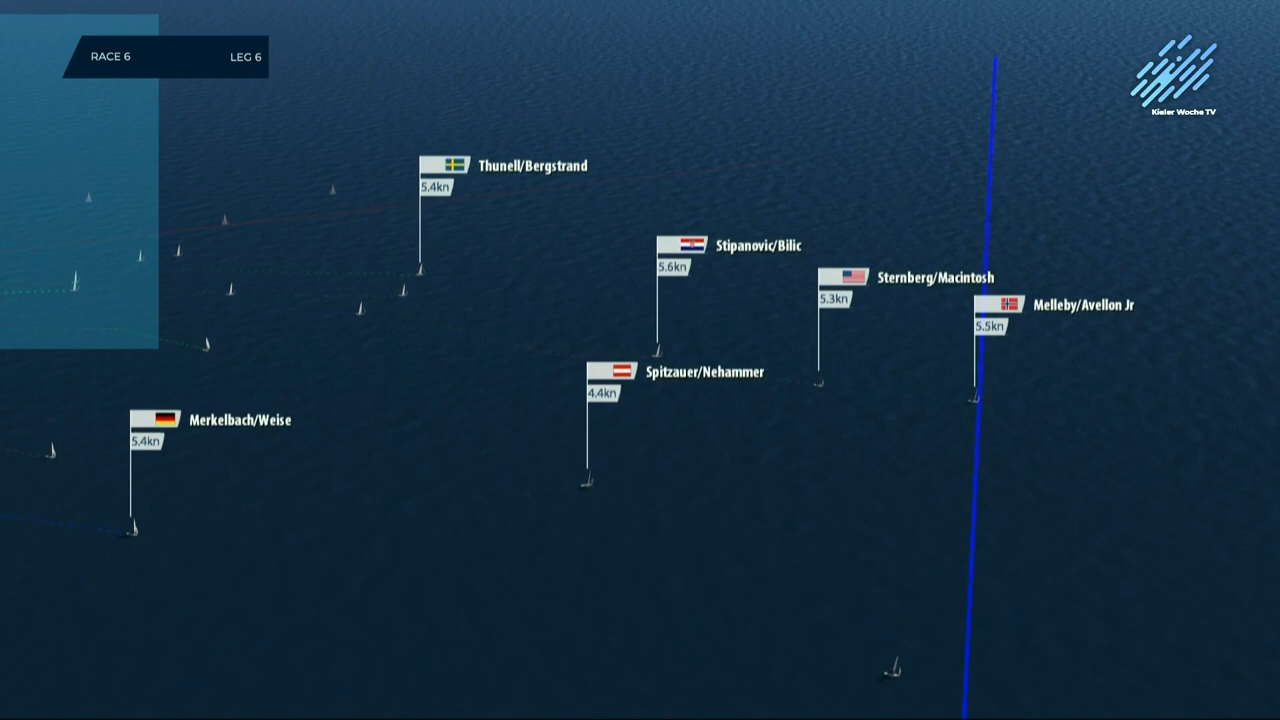 RACE 6 LEG 6
Kieler Woche TV
Thunell/Bergstrand
5.4kn
Stipanovic/Bilic
5.6kn
Sternberg/Macintosh
5.3kn
Melleby/Avellon Jr
5.5kn
Spitzauer/Nehammer
4.4kn
Merkelbach/Weise
5.4kn